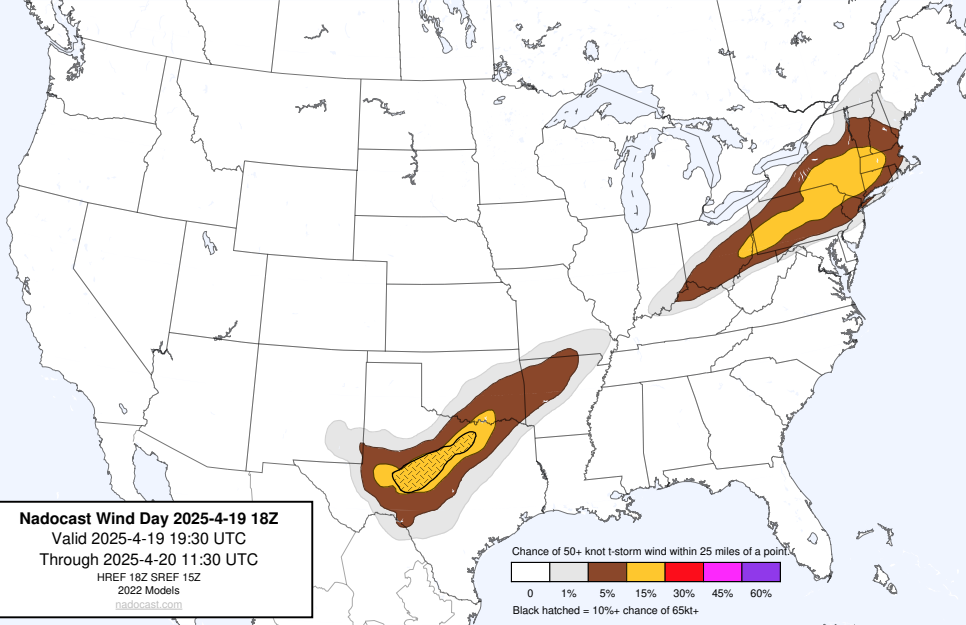 Nadocast Wind Day 2025-4-19 18Z
Valid 2025-4-19 19:30 UTC
Through 2025-4-20 11:30 UTC
HREF 18Z SREF 15Z
2022 Models
nadocast.com
Chance of 50+ knot t-storm wind within 25 miles of a point.
0 1% 5% 15% 30% 45% 60%
Black hatched = 10%+ chance of 65kt+